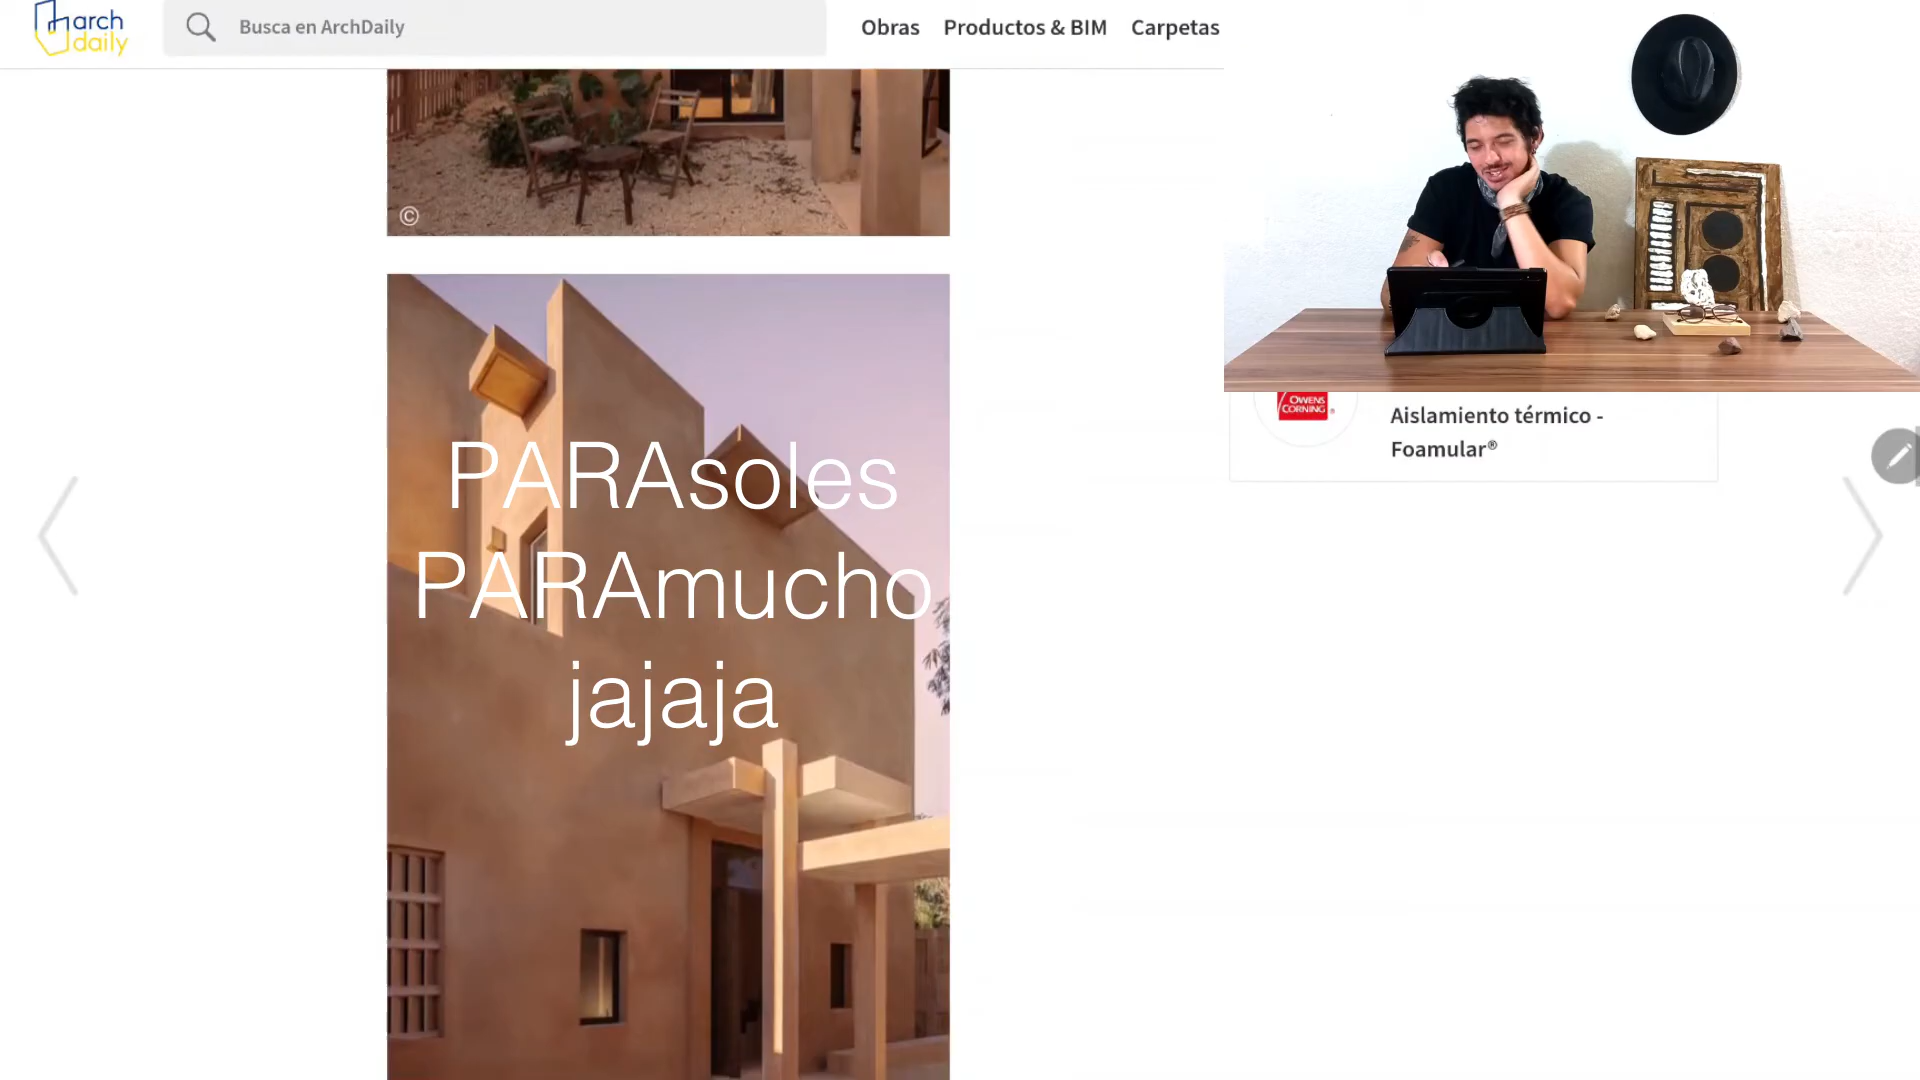 arch
daily
Busca en ArchDaily
Obras
Productos & BIM
Carpetas
©
PARAsoles
PARAmucho
jajaja
OWENS
CORNING
Aislamiento térmico -
Foamular®